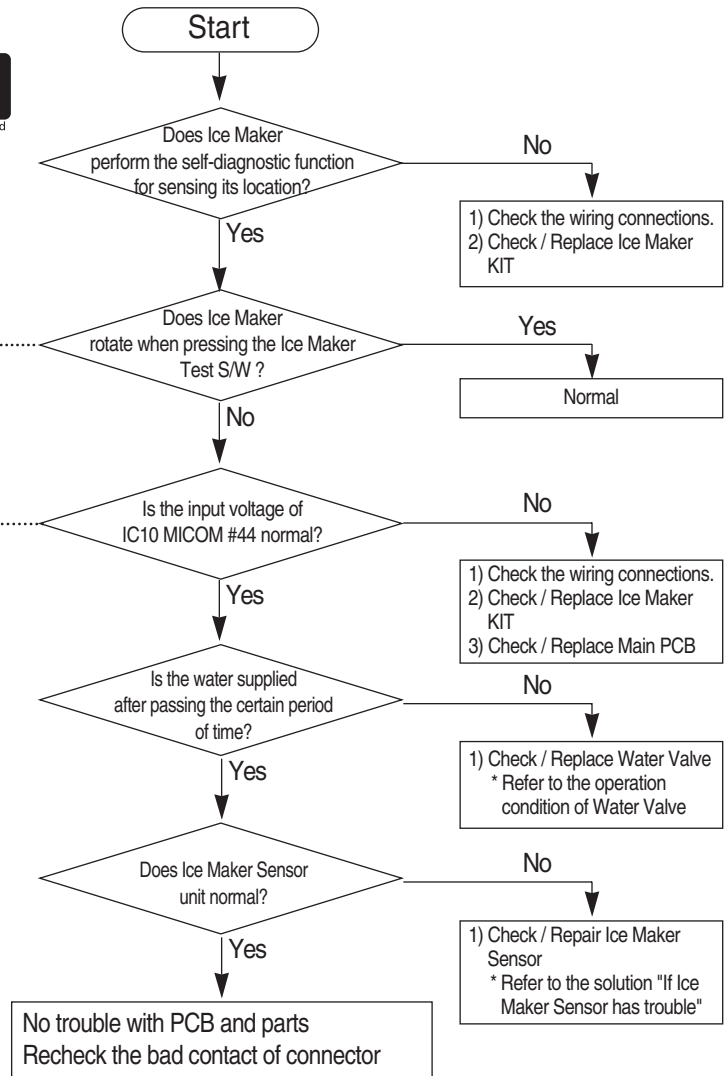 Start
Does Ice Maker
perform the self-diagnostic function
for sensing its location?
No
1) Check the wiring connections.
2) Check / Replace Ice Maker
KIT
Yes
Does Ice Maker
rotate when pressing the Ice Maker
Test S/W ?
Yes
Normal
No
Is the input voltage of
IC10 MICOM #44 normal?
No
1) Check the wiring connections.
2) Check / Replace Ice Maker
KIT
3) Check / Replace Main PCB
Yes
Is the water supplied
after passing the certain period
of time?
No
1) Check / Replace Water Valve
* Refer to the operation
condition of Water Valve
Yes
Does Ice Maker Sensor
unit normal?
No
1) Check / Repair Ice Maker
Sensor
* Refer to the solution "If Ice
Maker Sensor has trouble"
Yes
No trouble with PCB and parts
Recheck the bad contact of connector